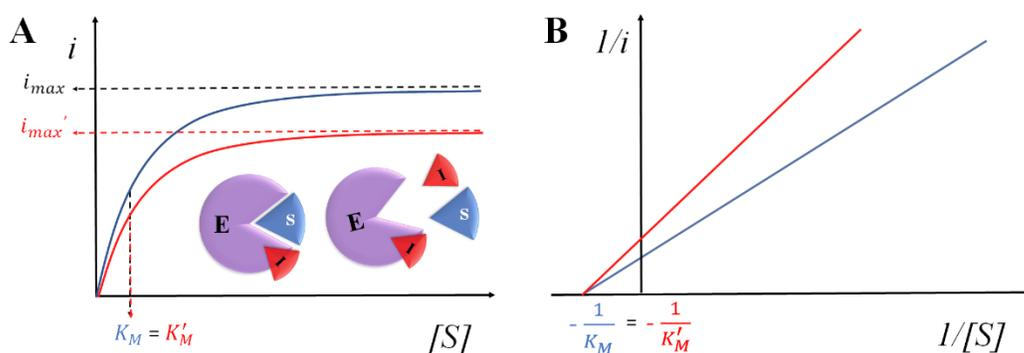 A
i
i_max
i_max'
E
S
I
E
I
S
I
K_M = K'_M
[S]
B
1/i
- 1/K_M = - 1/K'_M
1/[S]